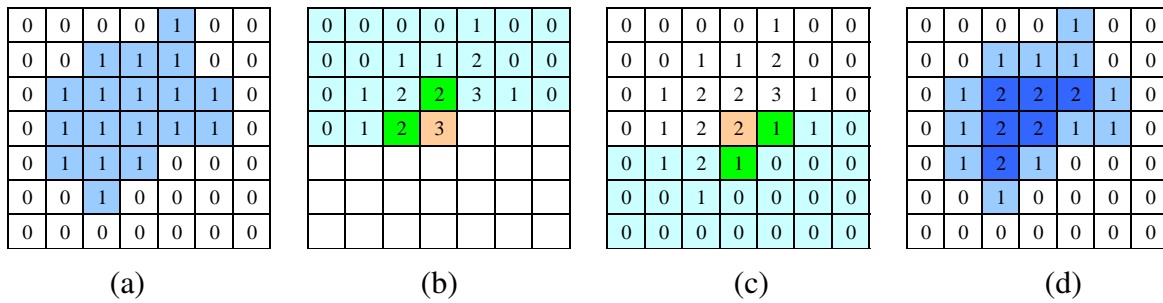 0 0 0 0 1 0 0
0 0 1 1 1 0 0
0 1 1 1 1 1 0
0 1 1 1 1 1 0
0 1 1 1 0 0 0
0 0 1 0 0 0 0
0 0 0 0 0 0 0
(a)
0 0 0 0 1 0 0
0 0 1 1 2 0 0
0 1 2 2 3 1 0
0 1 2 3
(b)
0 0 0 0 1 0 0
0 0 1 1 2 0 0
0 1 2 2 3 1 0
0 1 2 2 1 1 0
0 1 2 1 0 0 0
0 0 1 0 0 0 0
0 0 0 0 0 0 0
(c)
0 0 0 0 1 0 0
0 0 1 1 1 0 0
0 1 2 2 2 1 0
0 1 2 2 1 1 0
0 1 2 1 0 0 0
0 0 1 0 0 0 0
0 0 0 0 0 0 0
(d)